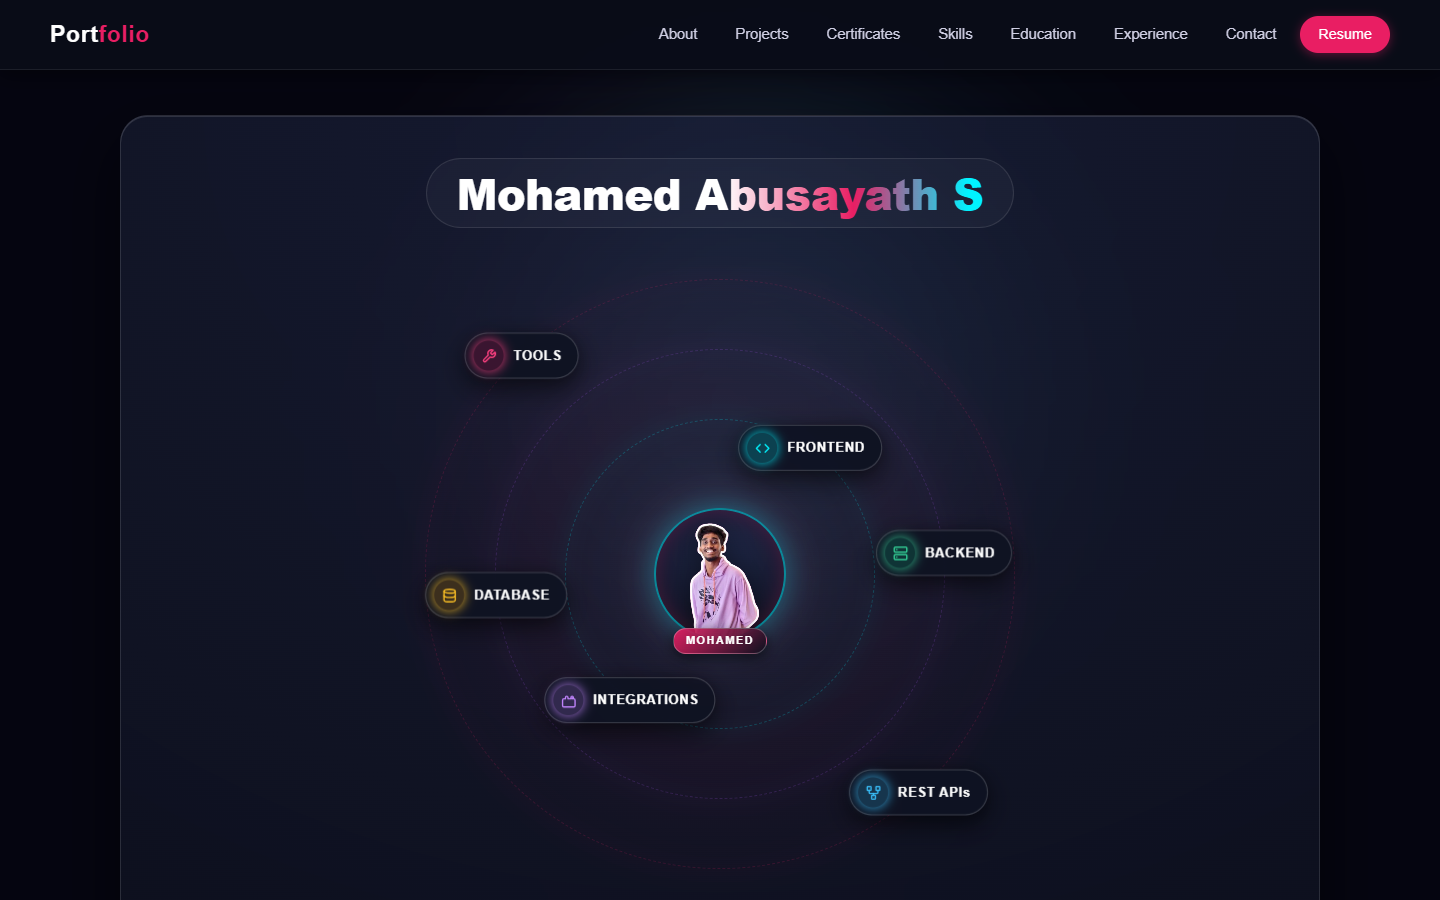 Portfolio
About Projects Certificates Skills Education Experience Contact Resume
Mohamed Abusayath S
TOOLS
FRONTEND
BACKEND
DATABASE
MOHAMED
INTEGRATIONS
REST APIs